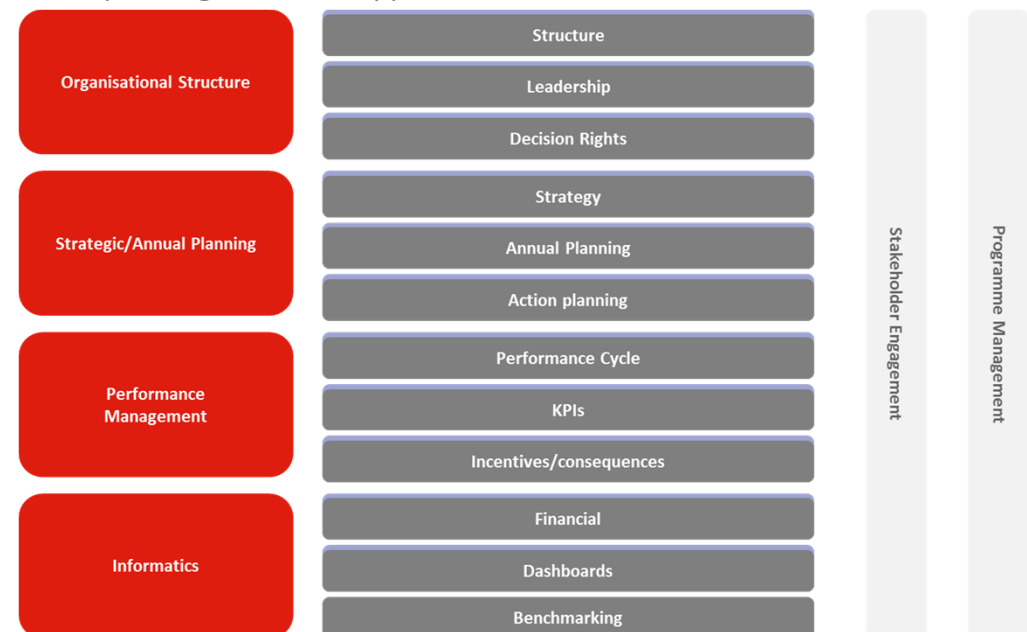 Organisational Structure
Structure
Leadership
Decision Rights
Strategic/Annual Planning
Strategy
Annual Planning
Action planning
Performance
Management
Performance Cycle
KPIs
Incentives/consequences
Informatics
Financial
Dashboards
Benchmarking
Stakeholder Engagement
Programme Management